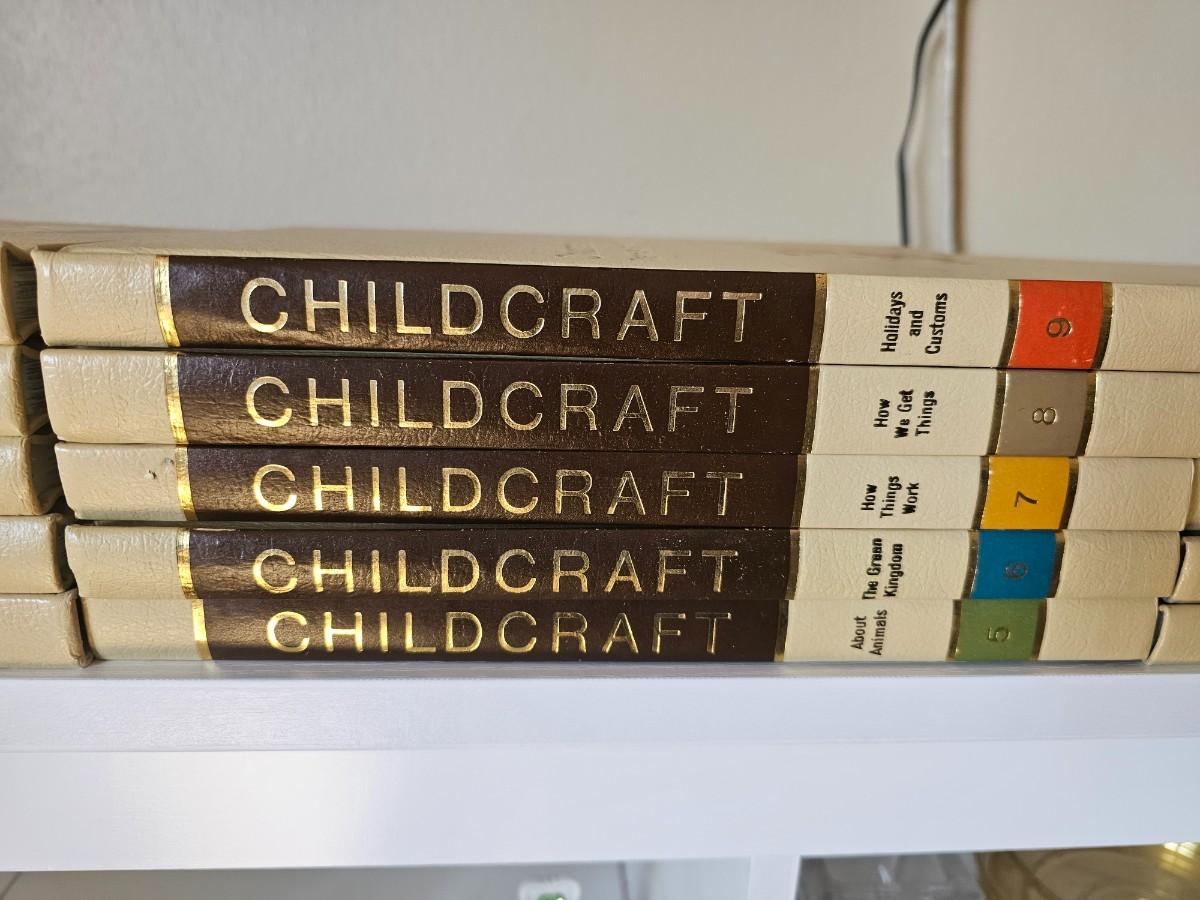 CHILDCRAFT
Holidays
and
Customs
9
CHILDCRAFT
How
We Get
Things
8
CHILDCRAFT
How
Things
Work
7
CHILDCRAFT
The Green
Kingdom
6
CHILDCRAFT
About
Animals
5